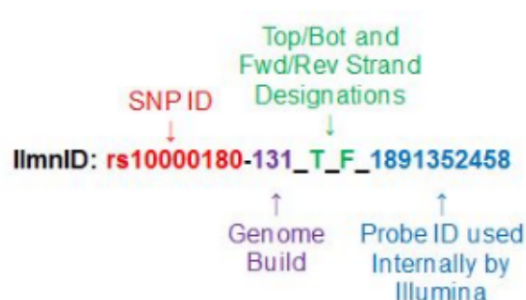 Top/Bot and
Fwd/Rev Strand
Designations
SNP ID
IlmnID: rs10000180-131_T_F_1891352458
Genome
Build
Probe ID used
Internally by
Illumina